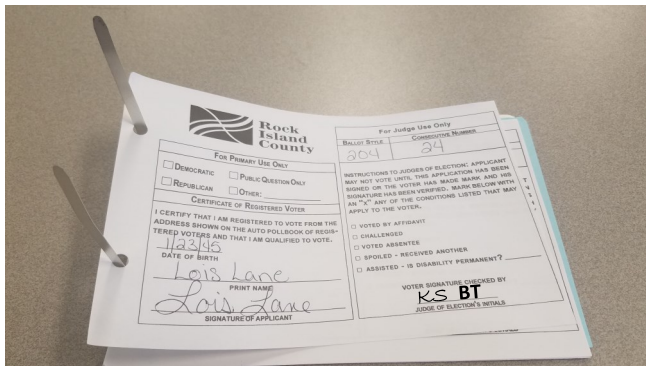 Rock
Island
County
FOR PRIMARY USE ONLY
DEMOCRATIC
PUBLIC QUESTION ONLY
REPUBLICAN
OTHER:
CERTIFICATE OF REGISTERED VOTER
I CERTIFY THAT I AM REGISTERED TO VOTE FROM THE
ADDRESS SHOWN ON THE AUTO POLLBOOK OF REGIS-
TERED VOTERS AND THAT I AM QUALIFIED TO VOTE.
1/23/45
DATE OF BIRTH
Lois Lane
PRINT NAME
Lois Lane
SIGNATURE OF APPLICANT
For Judge Use Only
BALLOT STYLE
CONSECUTIVE NUMBER
204
24
INSTRUCTIONS TO JUDGES OF ELECTION: APPLICANT
MAY NOT VOTE UNTIL THIS APPLICATION HAS BEEN
SIGNED OR THE VOTER HAS MADE MARK AND HIS
SIGNATURE HAS BEEN VERIFIED. MARK BELOW WITH
AN "X" ANY OF THE CONDITIONS LISTED THAT MAY
APPLY TO THE VOTER.
VOTED BY AFFIDAVIT
CHALLENGED
VOTED ABSENTEE
SPOILED - RECEIVED ANOTHER
ASSISTED - IS DISABILITY PERMANENT?
VOTER SIGNATURE CHECKED BY
KS BT
JUDGE OF ELECTION'S INITIALS